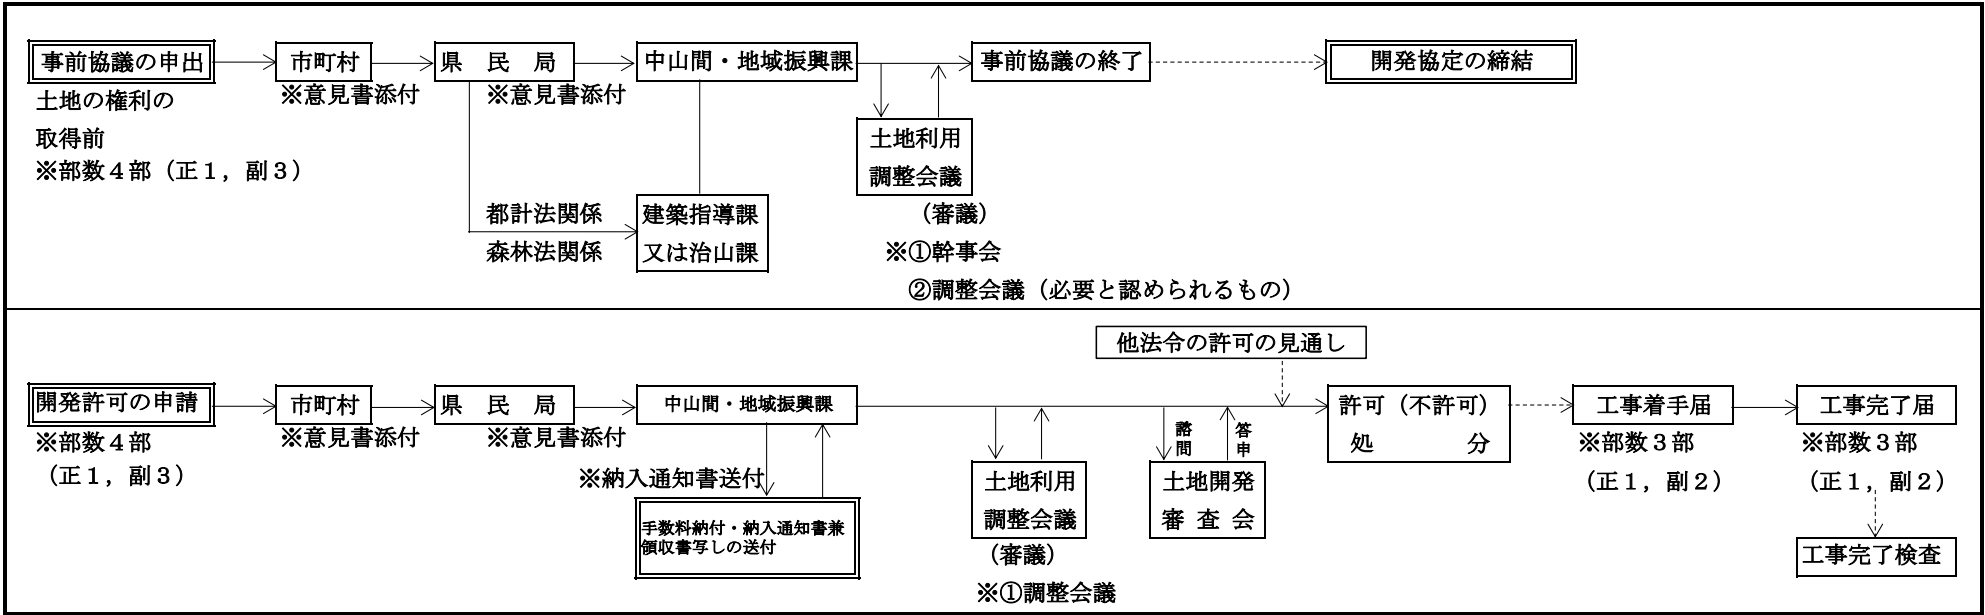 事前協議の申出
市町村
県　民　局
中山間・地域振興課
事前協議の終了
開発協定の締結
※意見書添付
※意見書添付
土地の権利の
取得前
※部数４部（正１，副３）
土地利用
調整会議
（審議）
※①幹事会
②調整会議（必要と認められるもの）
都計法関係
森林法関係
建築指導課
又は治山課
他法令の許可の見通し
開発許可の申請
市町村
県　民　局
中山間・地域振興課
許可（不許可）
処　　　　分
工事着手届
工事完了届
※部数４部
（正１，副３）
※意見書添付
※意見書添付
※納入通知書送付
手数料納付・納入通知書兼
領収書写しの送付
土地利用
調整会議
（審議）
※①調整会議
諮問
答申
土地開発
審　査　会
※部数３部
（正１，副２）
※部数３部
（正１，副２）
工事完了検査